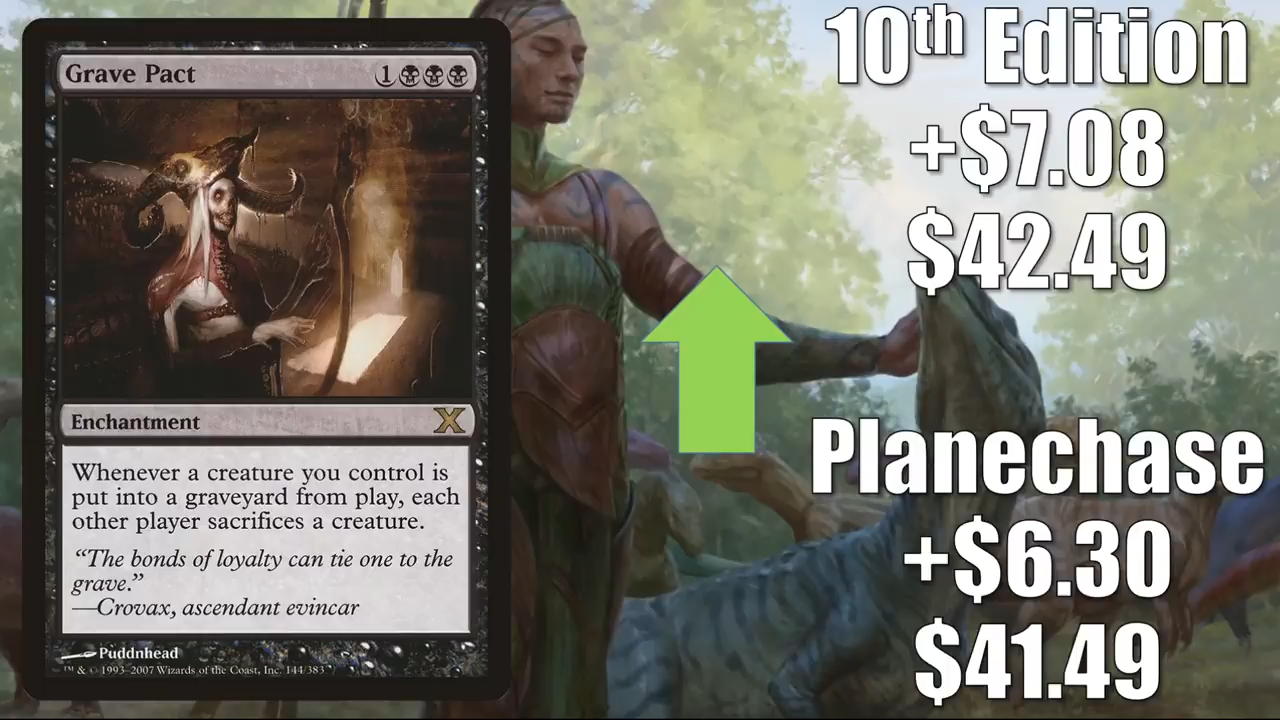 Grave Pact 1
Enchantment
Whenever a creature you control is
put into a graveyard from play, each
other player sacrifices a creature.
“The bonds of loyalty can tie one to the
grave.”
—Crovax, ascendant evincar
Puddnhead
™ & © 1993–2007 Wizards of the Coast, Inc. 144/383
10th Edition
+$7.08
$42.49
Planechase
+$6.30
$41.49